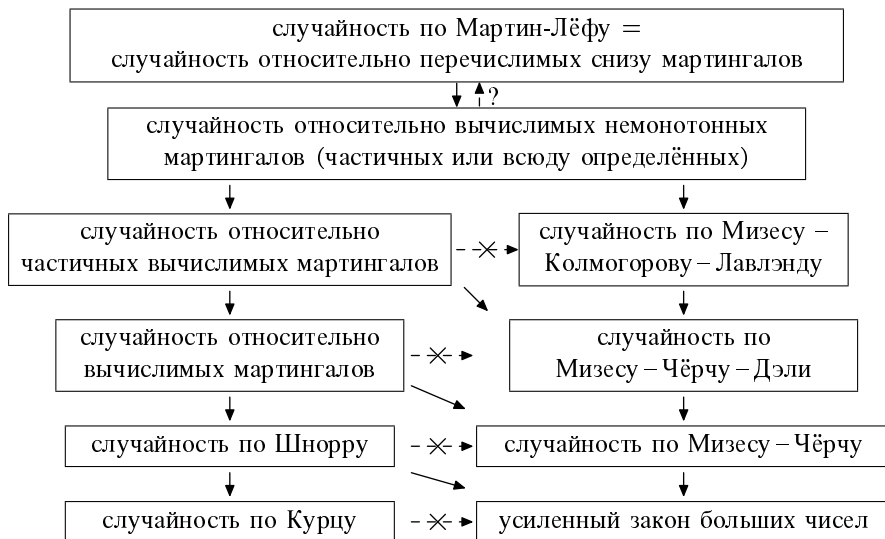 случайность по Мартин-Лёфу =
случайность относительно перечислимых снизу мартингалов
?
случайность относительно вычислимых немонотонных
мартингалов (частичных или всюду определённых)
случайность относительно
частичных вычислимых мартингалов
случайность по Мизесу –
Колмогорову – Лавлэнду
случайность относительно
вычислимых мартингалов
случайность по
Мизесу – Чёрчу – Дэли
случайность по Шнорру
случайность по Мизесу – Чёрчу
случайность по Курцу
усиленный закон больших чисел